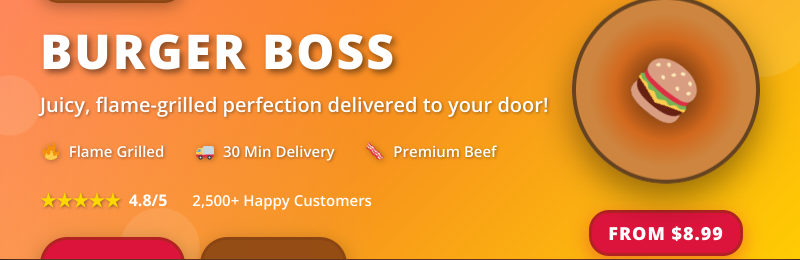 BURGER BOSS
Juicy, flame-grilled perfection delivered to your door!
Flame Grilled 30 Min Delivery Premium Beef
★★★★★ 4.8/5 2,500+ Happy Customers
FROM $8.99